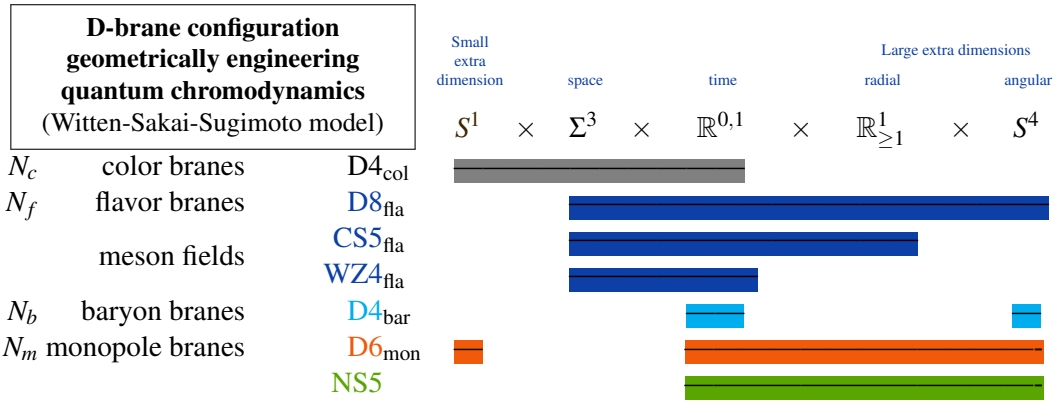 D-brane configuration
geometrically engineering
quantum chromodynamics
(Witten-Sakai-Sugimoto model)
Small
extra
dimension
Large extra dimensions
space time radial angular
S¹ × Σ³ × ℝ⁰,¹ × ℝ¹≥1 × S⁴
N_c color branes D4_col
N_f flavor branes D8_fla
meson fields
CS5_fla
WZ4_fla
N_b baryon branes D4_bar
N_m monopole branes D6_mon
NS5